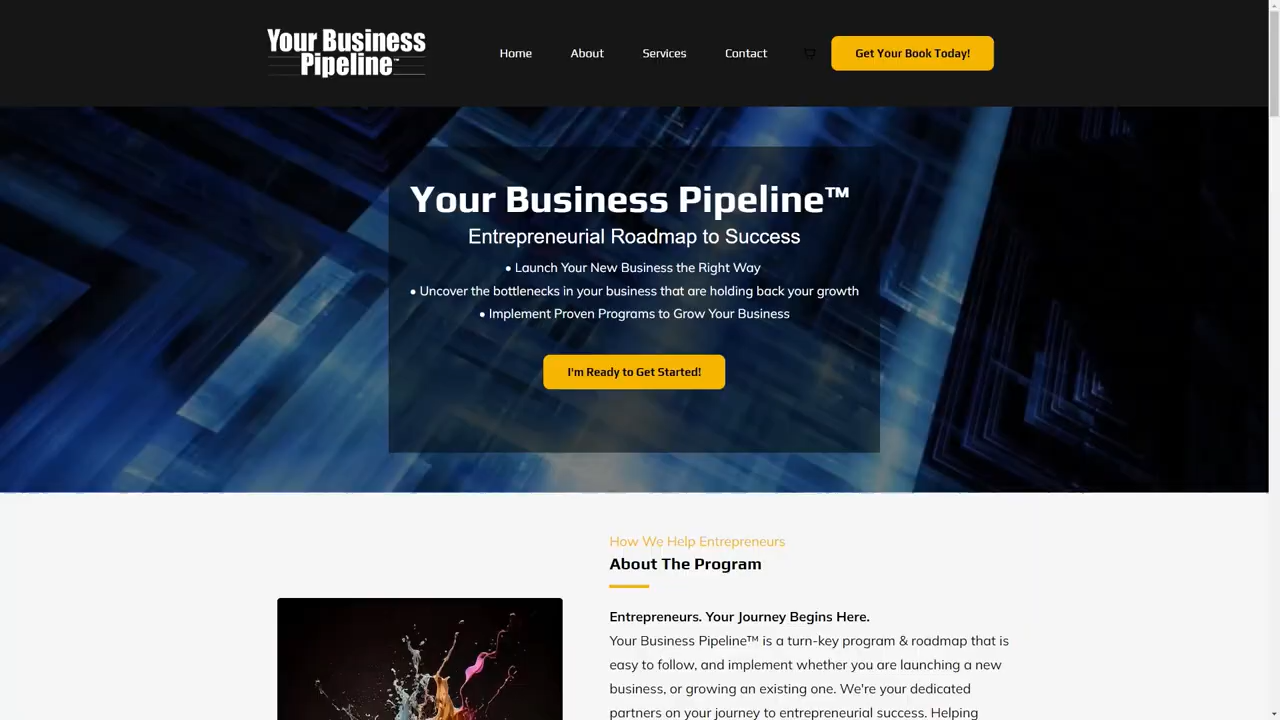 Your Business
Pipeline™
Home
About
Services
Contact
Get Your Book Today!
Your Business Pipeline™
Entrepreneurial Roadmap to Success
• Launch Your New Business the Right Way
• Uncover the bottlenecks in your business that are holding back your growth
• Implement Proven Programs to Grow Your Business
I'm Ready to Get Started!
How We Help Entrepreneurs
About The Program
Entrepreneurs. Your Journey Begins Here.
Your Business Pipeline™ is a turn-key program & roadmap that is
easy to follow, and implement whether you are launching a new
business, or growing an existing one. We're your dedicated
partners on your journey to entrepreneurial success. Helping